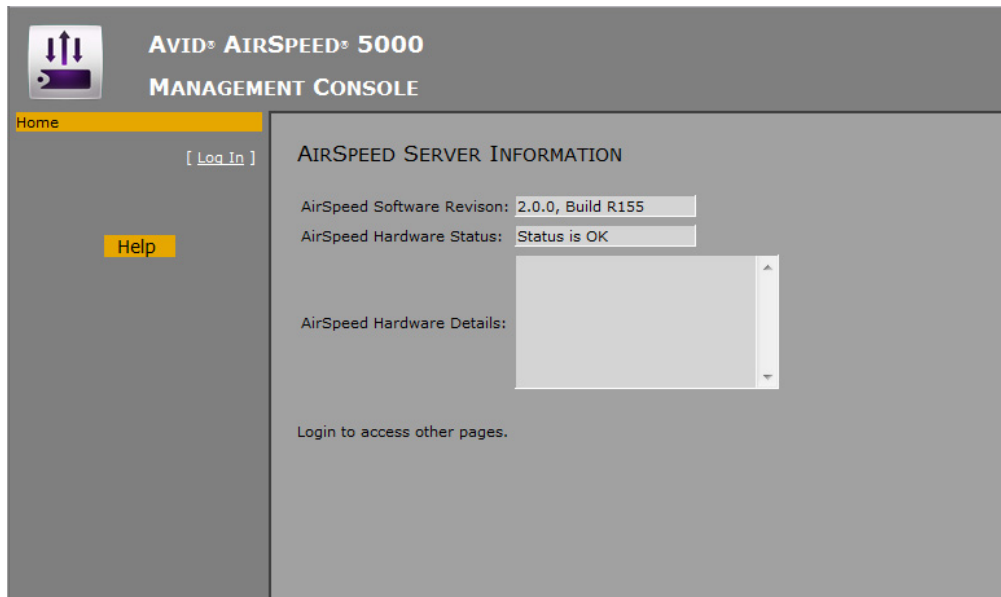 AVID® AIRSPEED® 5000
MANAGEMENT CONSOLE
Home
[ Log In ]
Help
AIRSPEED SERVER INFORMATION
AirSpeed Software Revison: 2.0.0, Build R155
AirSpeed Hardware Status: Status is OK
AirSpeed Hardware Details:
Login to access other pages.